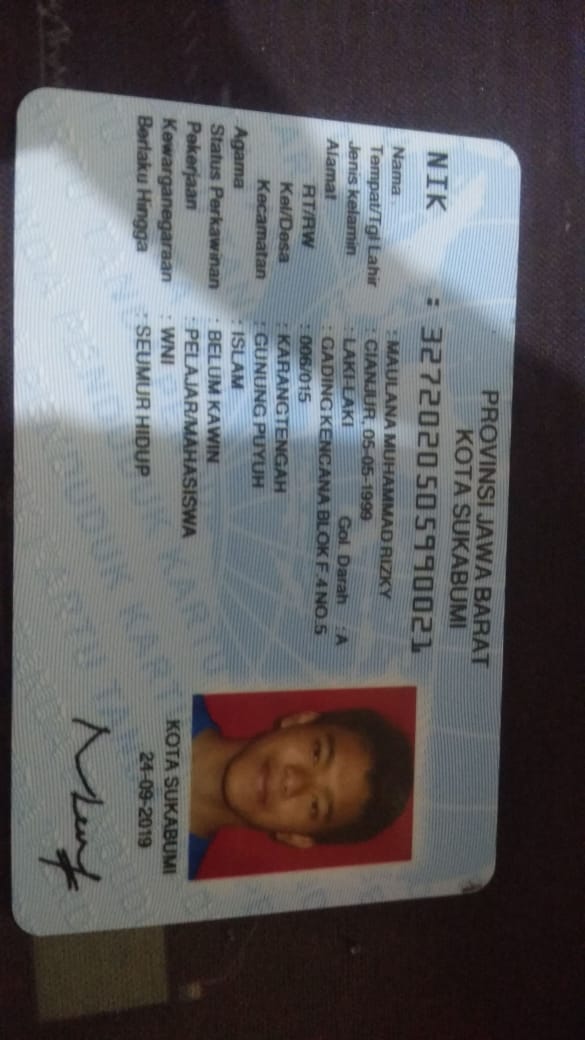 PROVINSI JAWA BARAT
KOTA SUKABUMI
NIK : 3272020505990021
Nama : MAULANA MUHAMMAD RIZKY
Tempat/Tgl Lahir : CIANJUR, 05-05-1999
Jenis kelamin : LAKI-LAKI Gol. Darah : A
Alamat : GADING KENCANA BLOK F-4 NO.5
RT/RW : 006/015
Kel/Desa : KARANGTENGAH
Kecamatan : GUNUNG PUYUH
Agama : ISLAM
Status Perkawinan : BELUM KAWIN
Pekerjaan : PELAJAR/MAHASISWA
Kewarganegaraan : WNI
Berlaku Hingga : SEUMUR HIDUP
KOTA SUKABUMI
24-09-2019